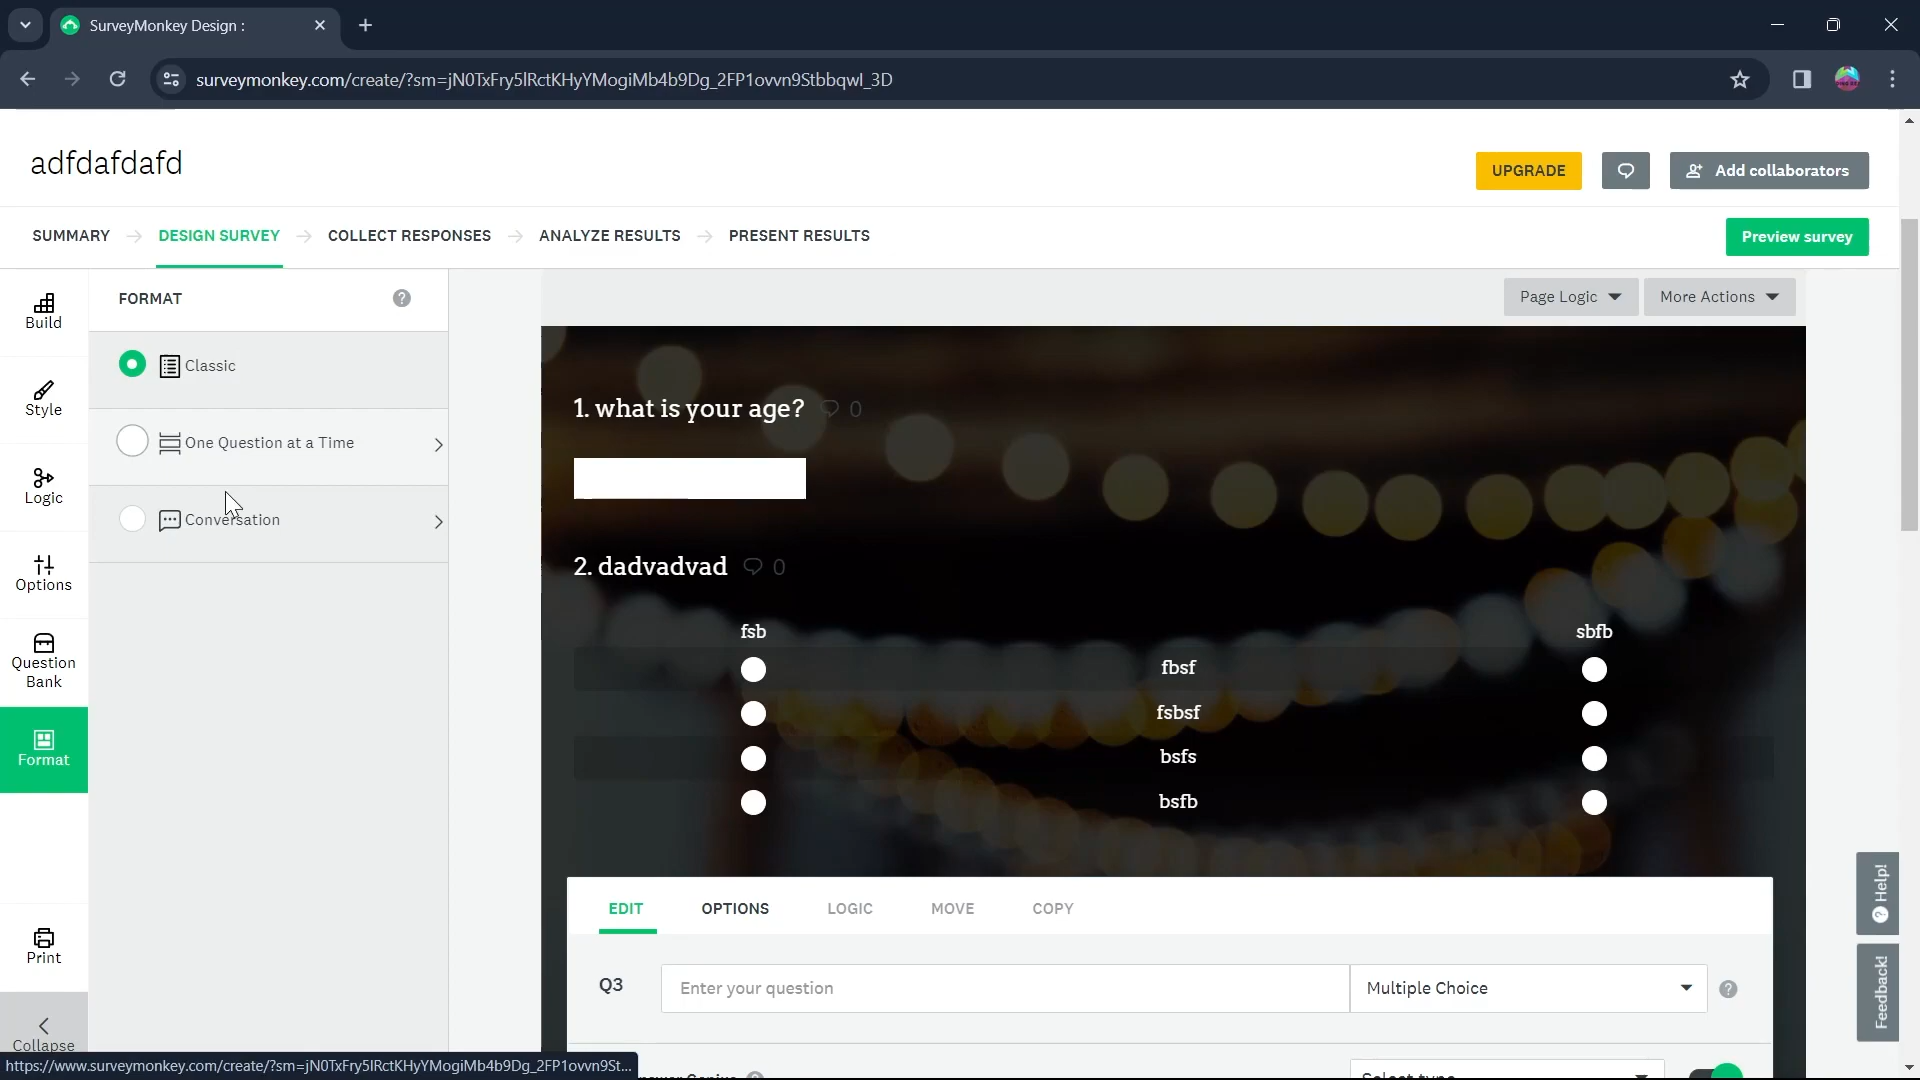 SurveyMonkey Design :
surveymonkey.com/create/?sm=jN0TxFry5lRctKHyYMogiMb4b9Dg_2FP1ovvn9Stbbqwl_3D
adfdafdafd
UPGRADE
Add collaborators
SUMMARY
DESIGN SURVEY
COLLECT RESPONSES
ANALYZE RESULTS
PRESENT RESULTS
Preview survey
Build
Style
Logic
Options
Question
Bank
Format
Print
Collapse
FORMAT
?
Classic
One Question at a Time
Conversation
Page Logic
More Actions
1. what is your age? 0
2. dadvadvad 0
fsb
sbfb
fbsf
fsbsf
bsfs
bsfb
EDIT
OPTIONS
LOGIC
MOVE
COPY
Q3
Enter your question
Multiple Choice
?
Select type
? Help!
Feedback!
https://www.surveymonkey.com/create/?sm=jN0TxFry5lRctKHyYMogiMb4b9Dg_2FP1ovvn9St...